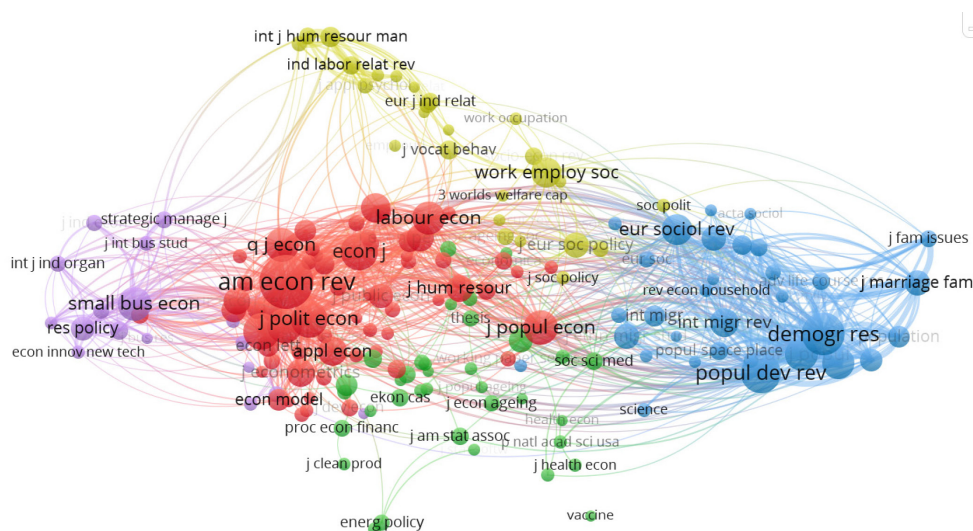 int j hum resour man
ind labor relat rev
j appl psychol
eur j ind relat
work occupation
j vocat behav
work employ soc
3 worlds welfare cap
soc polit
acta sociol
strategic manage j
labour econ
eur sociol rev
j int bus stud
q j econ
econ j
j eur soc policy
j fam issues
int j ind organ
eur soc
am econ rev
j soc policy
j marriage fam
j hum resour
rev econ household
small bus econ
j polit econ
thesis
int migr
res policy
j popul econ
int migr rev
demogr res
econ innov new tech
econ lett
appl econ
soc sci med
popul space place
j econometrics
popul dev rev
j popul ageing
econ model
ekon cas
j econ ageing
science
health econ
proc econ financ
j am stat assoc
p natl acad sci usa
j clean prod
j health econ
energ policy
vaccine